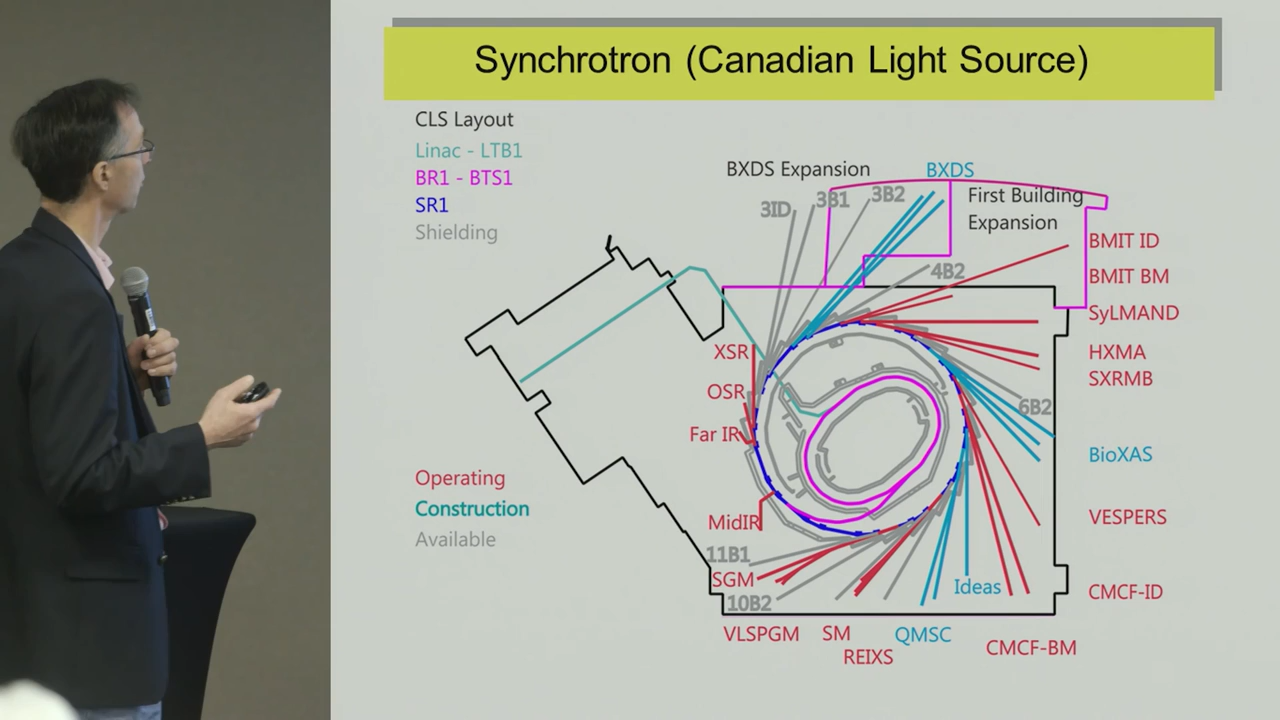 Synchrotron (Canadian Light Source)
CLS Layout
Linac - LTB1
BR1 - BTS1
SR1
Shielding
BXDS Expansion
BXDS
First Building
Expansion
3ID
3B1
3B2
4B2
BMIT ID
BMIT BM
SyLMAND
HXMA
SXRMB
6B2
BioXAS
VESPERS
CMCF-ID
XSR
OSR
Far IR
MidIR
Operating
Construction
Available
11B1
SGM
10B2
VLSPGM
SM
REIXS
QMSC
Ideas
CMCF-BM